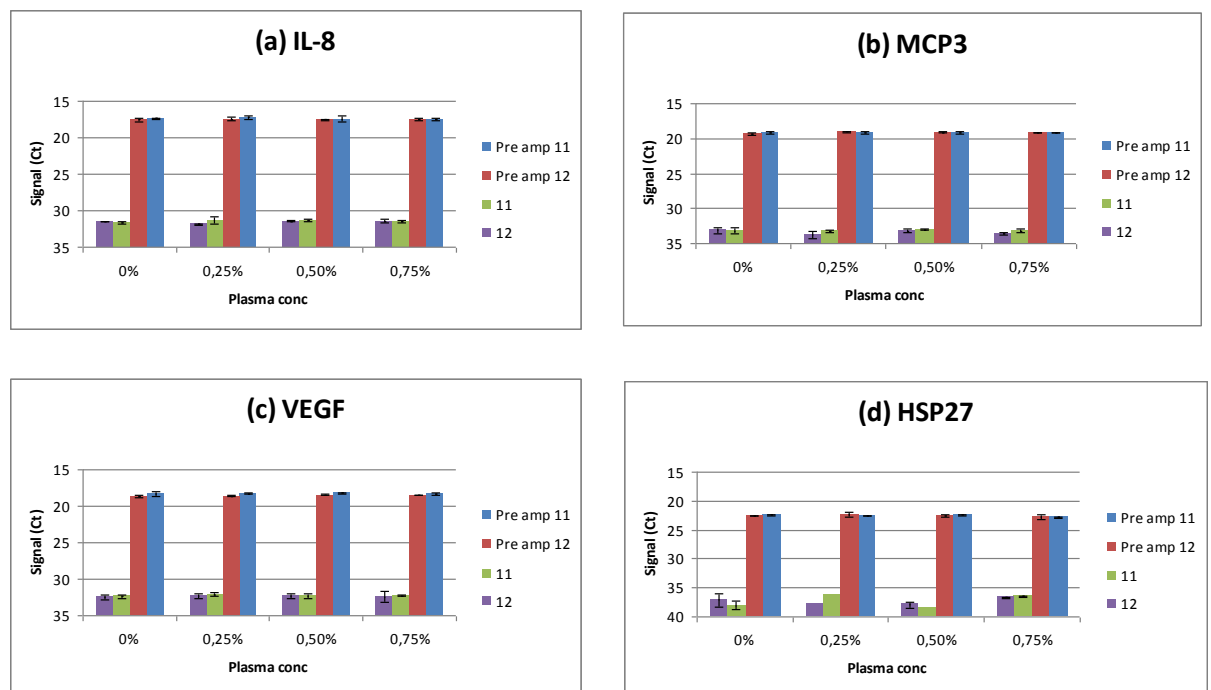 (a) IL-8
Signal (Ct)
15
20
25
30
35
0%
0,25%
0,50%
0,75%
Plasma conc
Pre amp 11
Pre amp 12
11
12
(b) MCP3
Signal (Ct)
15
20
25
30
35
0%
0,25%
0,50%
0,75%
Plasma conc
Pre amp 11
Pre amp 12
11
12
(c) VEGF
Signal (Ct)
15
20
25
30
35
0%
0,25%
0,50%
0,75%
Plasma conc
Pre amp 11
Pre amp 12
11
12
(d) HSP27
Signal (Ct)
15
20
25
30
35
40
0%
0,25%
0,50%
0,75%
Plasma conc
Pre amp 11
Pre amp 12
11
12